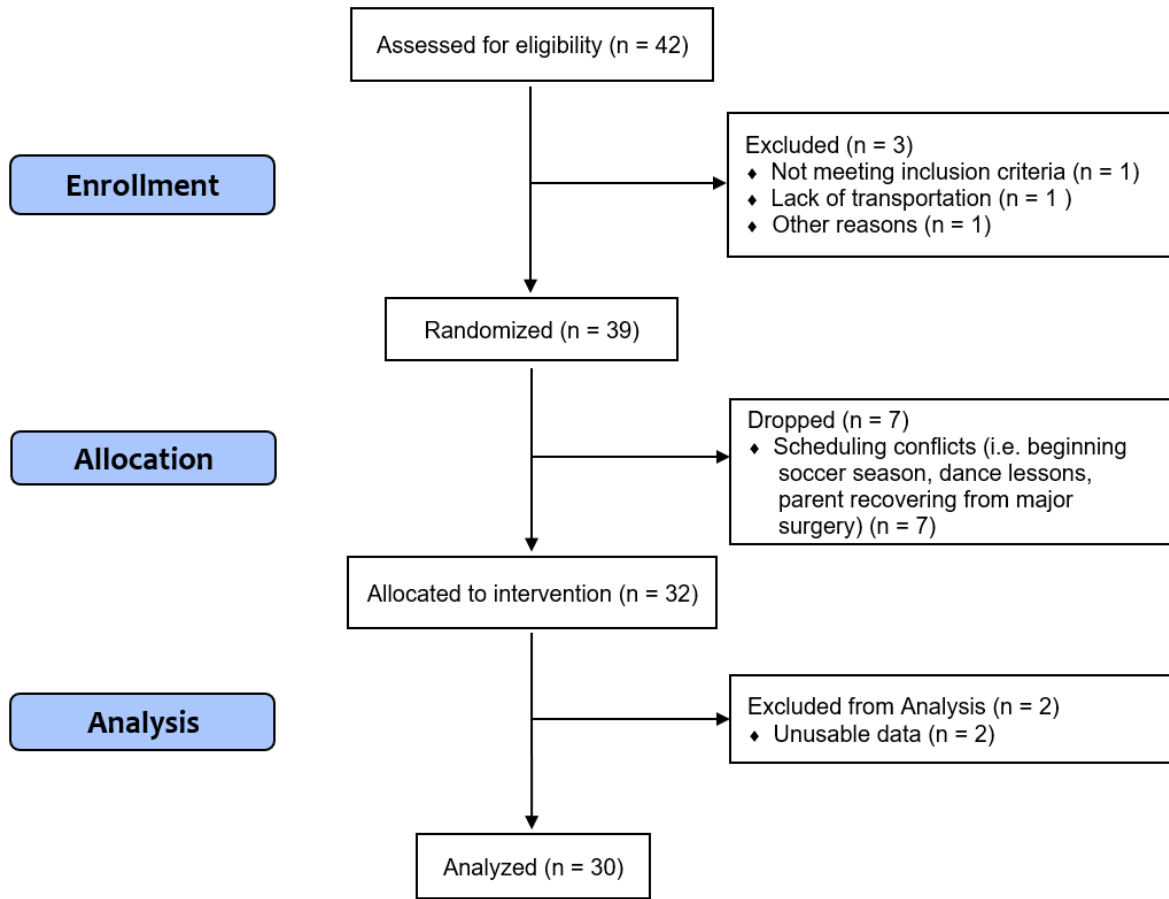 Assessed for eligibility (n = 42)
Enrollment
Excluded (n = 3)
♦ Not meeting inclusion criteria (n = 1)
♦ Lack of transportation (n = 1 )
♦ Other reasons (n = 1)
Randomized (n = 39)
Allocation
Dropped (n = 7)
♦ Scheduling conflicts (i.e. beginning
soccer season, dance lessons,
parent recovering from major
surgery) (n = 7)
Allocated to intervention (n = 32)
Analysis
Excluded from Analysis (n = 2)
♦ Unusable data (n = 2)
Analyzed (n = 30)